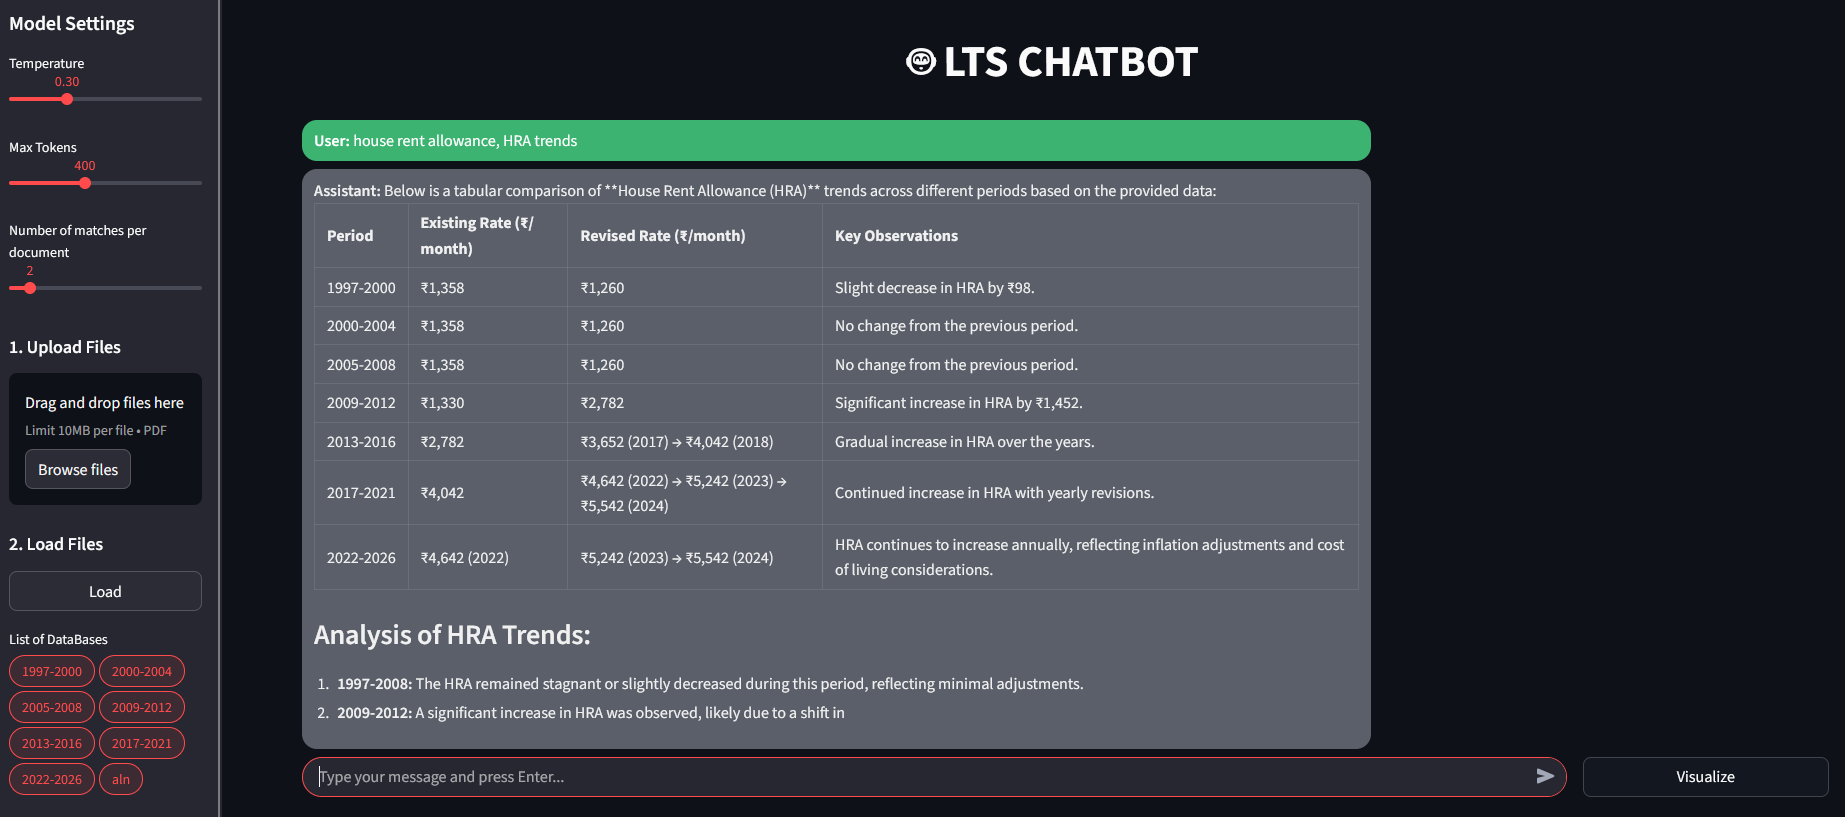 Model Settings
Temperature
0.30
Max Tokens
400
Number of matches per
document
2
1. Upload Files
Drag and drop files here
Limit 10MB per file • PDF
Browse files
2. Load Files
Load
List of DataBases
1997-2000 2000-2004
2005-2008 2009-2012
2013-2016 2017-2021
2022-2026 aln
LTS CHATBOT
User: house rent allowance, HRA trends
Assistant: Below is a tabular comparison of **House Rent Allowance (HRA)** trends across different periods based on the provided data:
Period Existing Rate (₹/
month) Revised Rate (₹/month) Key Observations
1997-2000 ₹1,358 ₹1,260 Slight decrease in HRA by ₹98.
2000-2004 ₹1,358 ₹1,260 No change from the previous period.
2005-2008 ₹1,358 ₹1,260 No change from the previous period.
2009-2012 ₹1,330 ₹2,782 Significant increase in HRA by ₹1,452.
2013-2016 ₹2,782 ₹3,652 (2017) → ₹4,042 (2018) Gradual increase in HRA over the years.
2017-2021 ₹4,042 ₹4,642 (2022) → ₹5,242 (2023) →
₹5,542 (2024) Continued increase in HRA with yearly revisions.
2022-2026 ₹4,642 (2022) ₹5,242 (2023) → ₹5,542 (2024) HRA continues to increase annually, reflecting inflation adjustments and cost
of living considerations.
Analysis of HRA Trends:
1. 1997-2008: The HRA remained stagnant or slightly decreased during this period, reflecting minimal adjustments.
2. 2009-2012: A significant increase in HRA was observed, likely due to a shift in
Type your message and press Enter...
Visualize